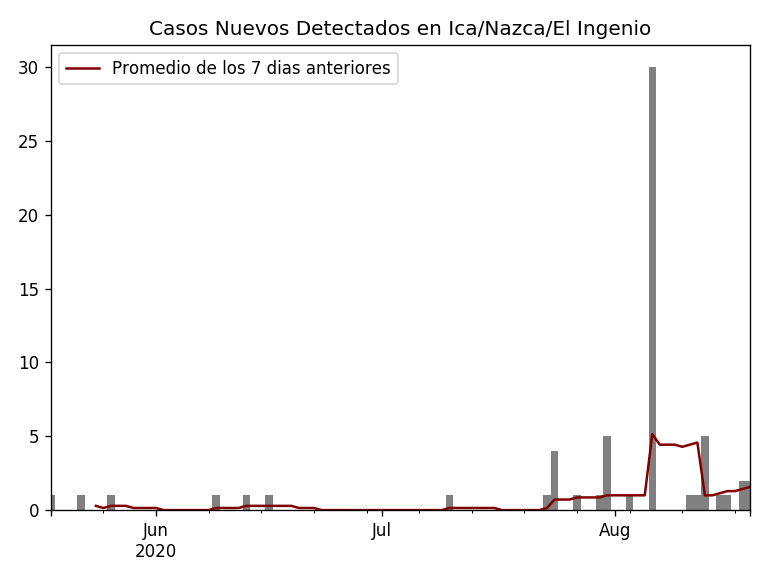 Casos Nuevos Detectados en Ica/Nazca/El Ingenio
Promedio de los 7 dias anteriores
30
25
20
15
10
5
0
Jun
2020
Jul
Aug